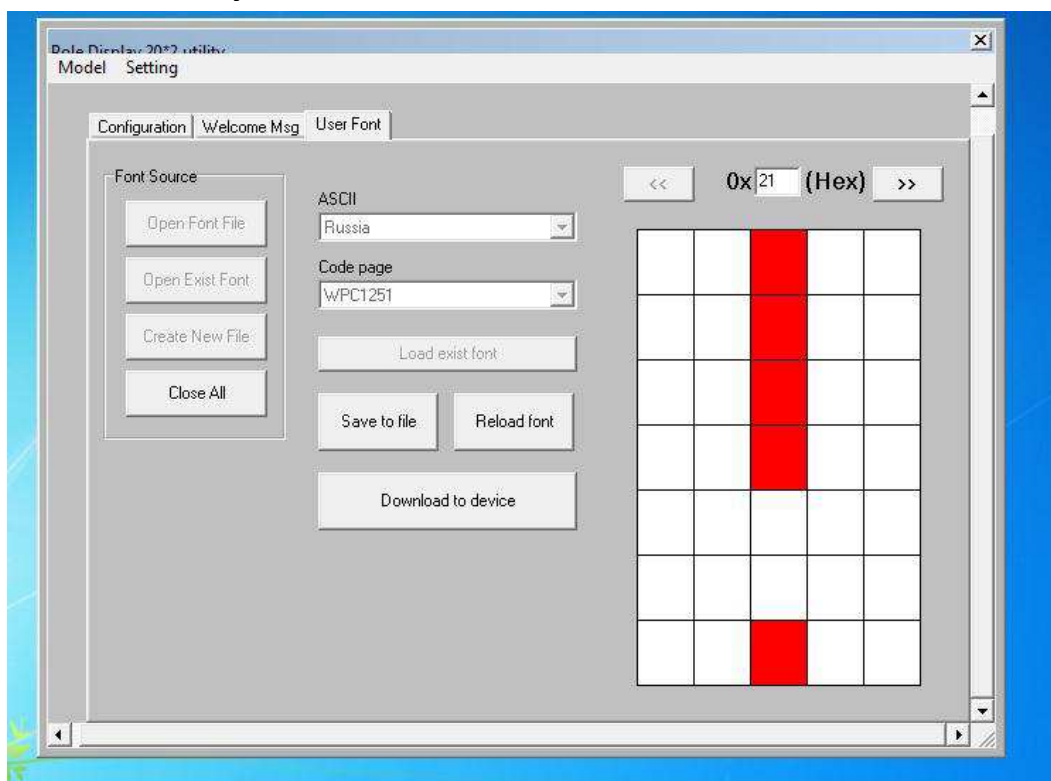 Pole Display 20*2 utility
Model Setting
Configuration Welcome Msg User Font
Font Source
Open Font File
Open Exist Font
Create New File
Close All
ASCII
Russia
Code page
WPC1251
Load exist font
Save to file Reload font
Download to device
<< 0x 21 (Hex) >>